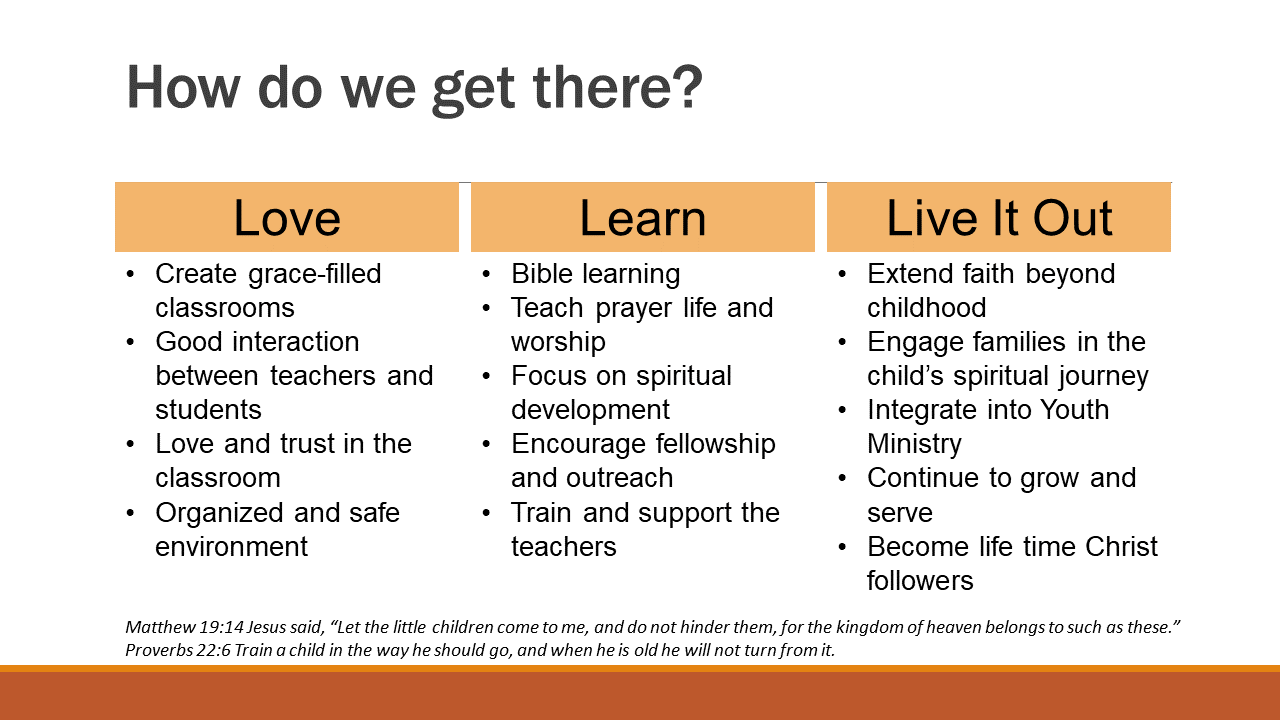 How do we get there?
Love
• Create grace-filled
classrooms
• Good interaction
between teachers and
students
• Love and trust in the
classroom
• Organized and safe
environment
Learn
• Bible learning
• Teach prayer life and
worship
• Focus on spiritual
development
• Encourage fellowship
and outreach
• Train and support the
teachers
Live It Out
• Extend faith beyond
childhood
• Engage families in the
child’s spiritual journey
• Integrate into Youth
Ministry
• Continue to grow and
serve
• Become life time Christ
followers
Matthew 19:14 Jesus said, “Let the little children come to me, and do not hinder them, for the kingdom of heaven belongs to such as these.”
Proverbs 22:6 Train a child in the way he should go, and when he is old he will not turn from it.